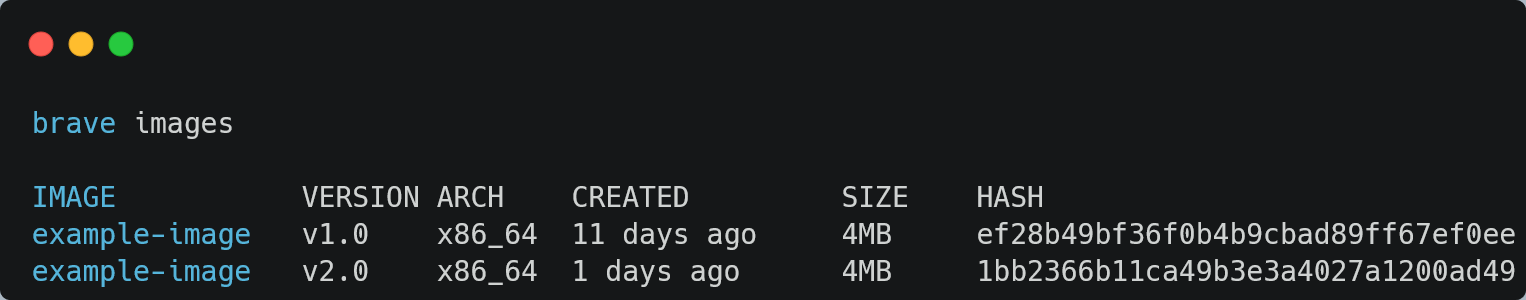 brave images
IMAGE VERSION ARCH CREATED SIZE HASH
example-image v1.0 x86_64 11 days ago 4MB ef28b49bf36f0b4b9cbad89ff67ef0ee
example-image v2.0 x86_64 1 days ago 4MB 1bb2366b11ca49b3e3a4027a1200ad49